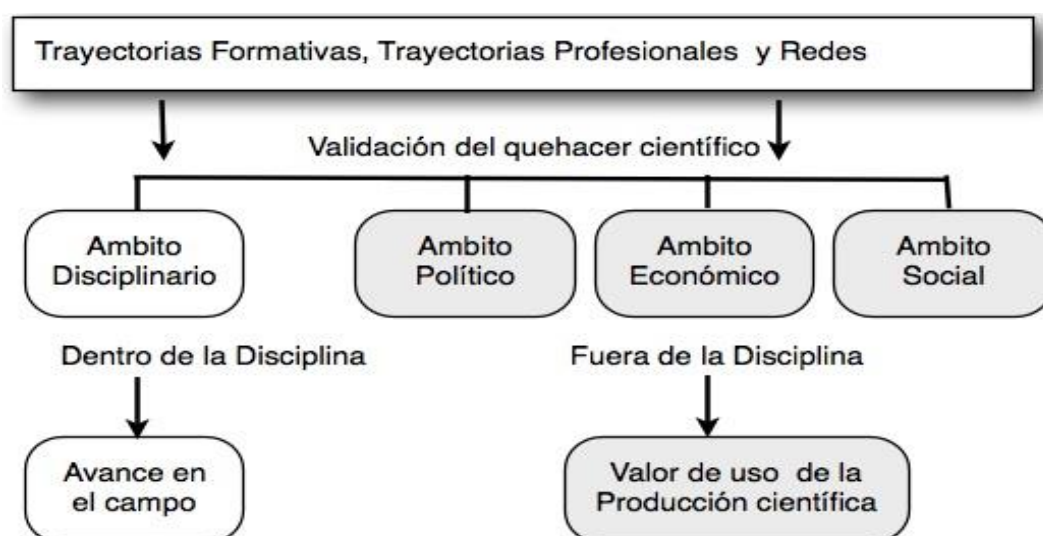 Trayectorias Formativas, Trayectorias Profesionales y Redes
Validación del quehacer científico
Ambito
Disciplinario
Ambito
Político
Ambito
Económico
Ambito
Social
Dentro de la Disciplina
Fuera de la Disciplina
Avance en
el campo
Valor de uso de la
Producción científica